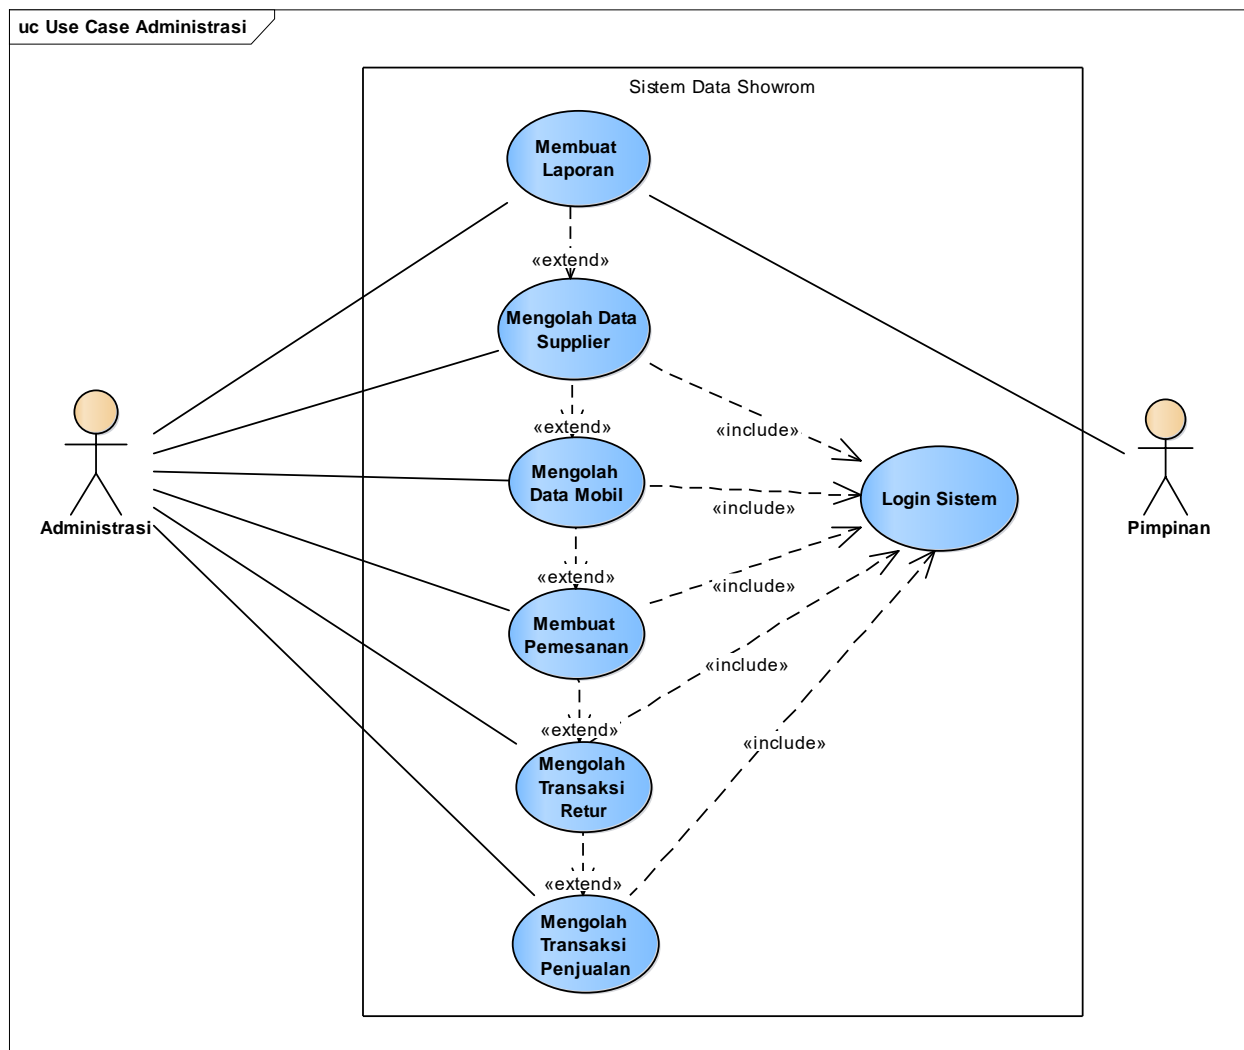 uc Use Case Administrasi
Sistem Data Showrom
Membuat
Laporan
«extend»
Mengolah Data
Supplier
«extend»
«include»
Mengolah
Data Mobil
Login Sistem
«include»
Administrasi
Pimpinan
«extend»
«include»
Membuat
Pemesanan
«include»
«extend»
«include»
Mengolah
Transaksi
Retur
«extend»
Mengolah
Transaksi
Penjualan